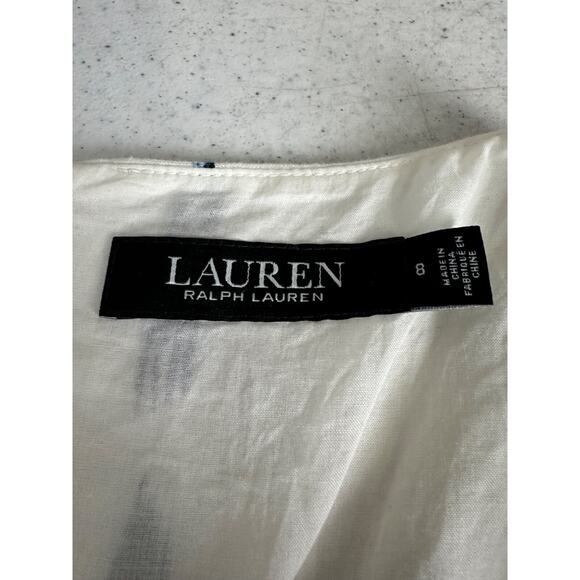 LAUREN
RALPH LAUREN
8
MADE IN
CHINA
FABRIQUÉ EN
CHINE